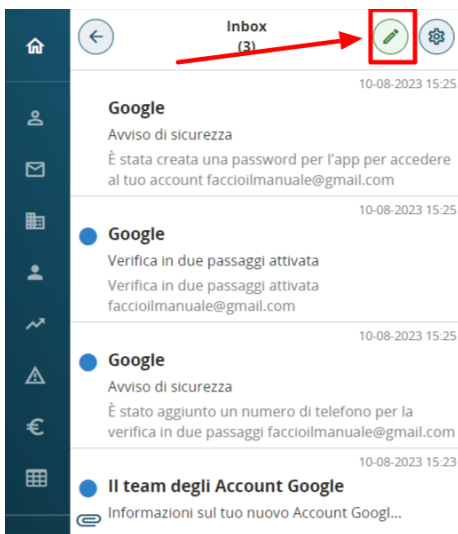 Inbox
(3)
10-08-2023 15:25
Google
Avviso di sicurezza
È stata creata una password per l'app per accedere
al tuo account faccioilmanuale@gmail.com
10-08-2023 15:25
Google
Verifica in due passaggi attivata
Verifica in due passaggi attivata
faccioilmanuale@gmail.com
10-08-2023 15:25
Google
Avviso di sicurezza
È stato aggiunto un numero di telefono per la
verifica in due passaggi faccioilmanuale@gmail.com
10-08-2023 15:23
Il team degli Account Google
Informazioni sul tuo nuovo Account Googl...